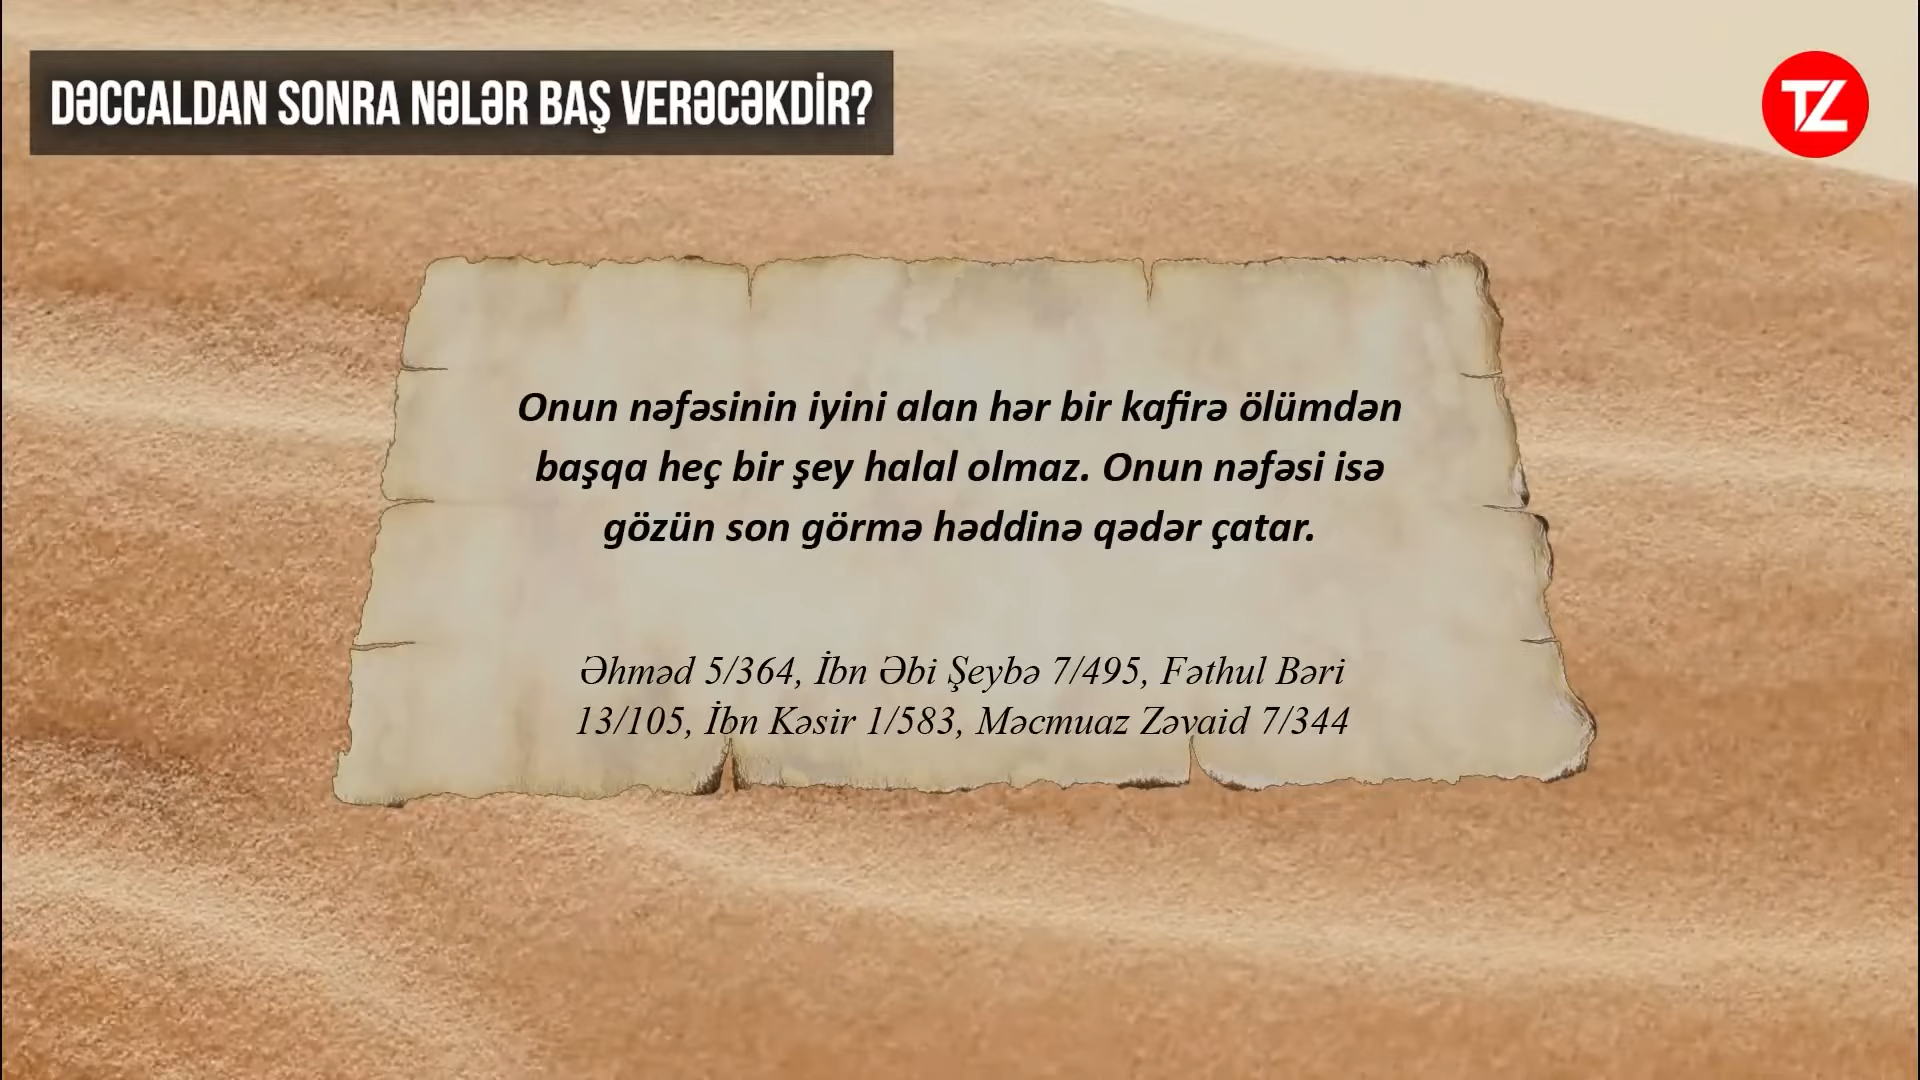 DƏCCALDAN SONRA NƏLƏR BAŞ VERƏCƏKDİR?
TZ
Onun nəfəsinin iyini alan hər bir kafirə ölümdən
başqa heç bir şey halal olmaz. Onun nəfəsi isə
gözün son görmə həddinə qədər çatar.
Əhməd 5/364, İbn Əbi Şeybə 7/495, Fəthul Bəri
13/105, İbn Kəsir 1/583, Məcmuaz Zəvaid 7/344